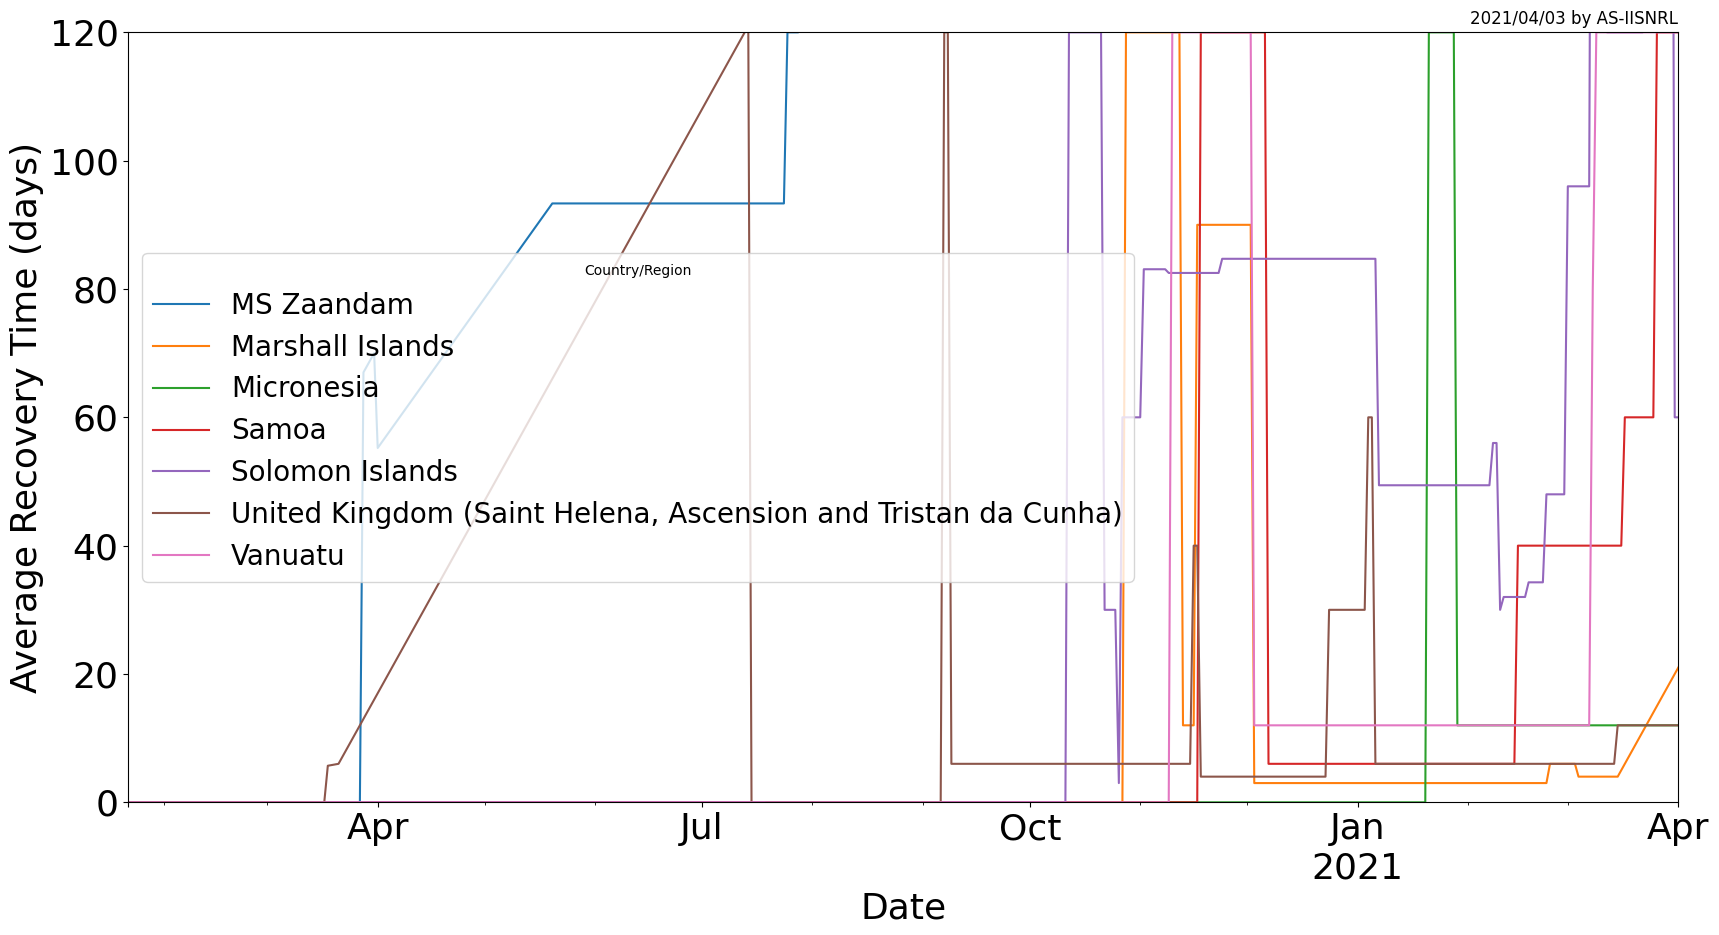 2021/04/03 by AS-IISNRL
120
100
80
60
40
20
0
Average Recovery Time (days)
Country/Region
MS Zaandam
Marshall Islands
Micronesia
Samoa
Solomon Islands
United Kingdom (Saint Helena, Ascension and Tristan da Cunha)
Vanuatu
Apr Jul Oct Jan Apr
2021
Date